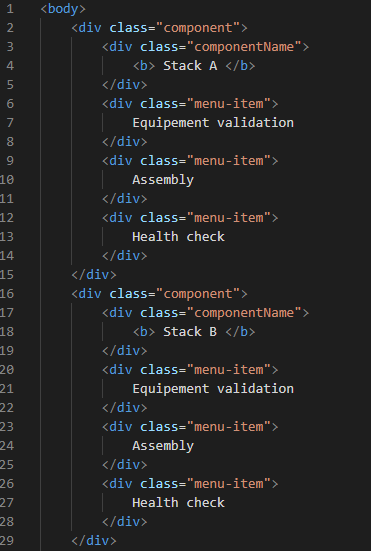 1 <body>
2     <div class="component">
3         <div class="componentName">
4             <b> Stack A </b>
5         </div>
6         <div class="menu-item">
7             Equipement validation
8         </div>
9         <div class="menu-item">
10             Assembly
11         </div>
12         <div class="menu-item">
13             Health check
14         </div>
15     </div>
16     <div class="component">
17         <div class="componentName">
18             <b> Stack B </b>
19         </div>
20         <div class="menu-item">
21             Equipement validation
22         </div>
23         <div class="menu-item">
24             Assembly
25         </div>
26         <div class="menu-item">
27             Health check
28         </div>
29     </div>